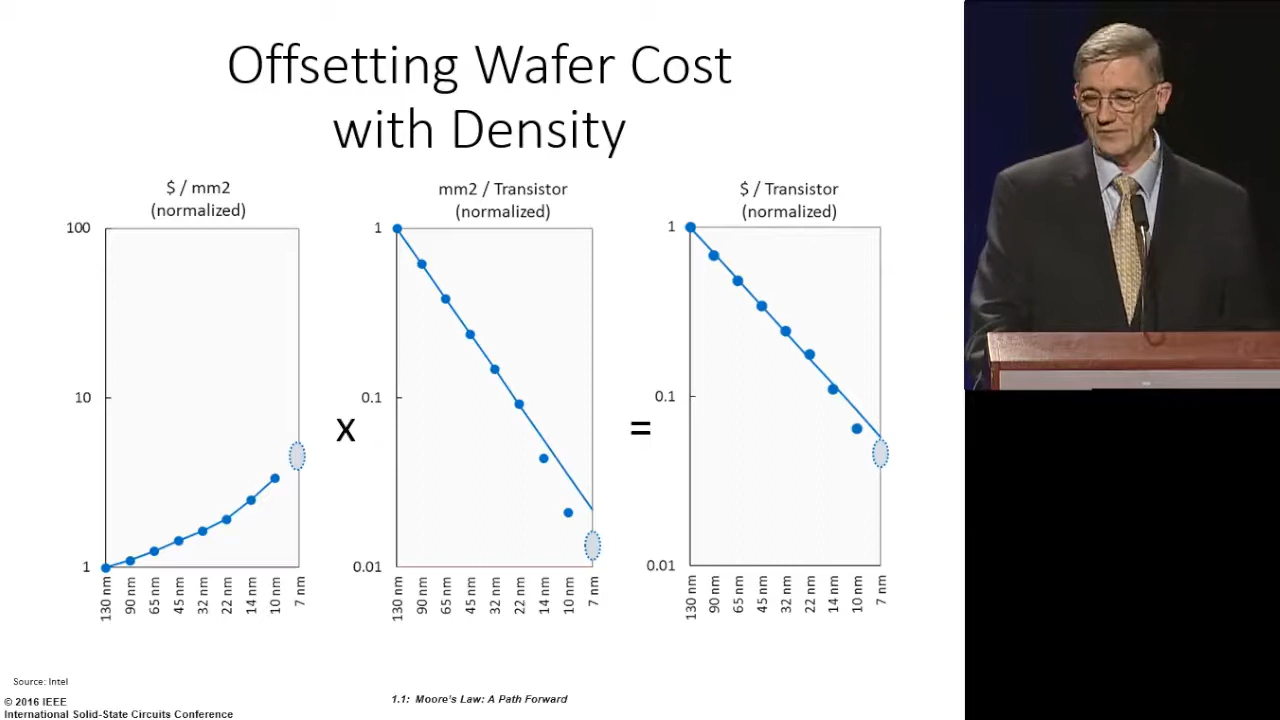 Offsetting Wafer Cost
with Density
$ / mm2
(normalized)
100
10
1
130 nm
90 nm
65 nm
45 nm
32 nm
22 nm
14 nm
10 nm
7 nm
x
mm2 / Transistor
(normalized)
1
0.1
0.01
130 nm
90 nm
65 nm
45 nm
32 nm
22 nm
14 nm
10 nm
7 nm
=
$ / Transistor
(normalized)
1
0.1
0.01
130 nm
90 nm
65 nm
45 nm
32 nm
22 nm
14 nm
10 nm
7 nm
Source: Intel
© 2016 IEEE
International Solid-State Circuits Conference
1.1: Moore's Law: A Path Forward